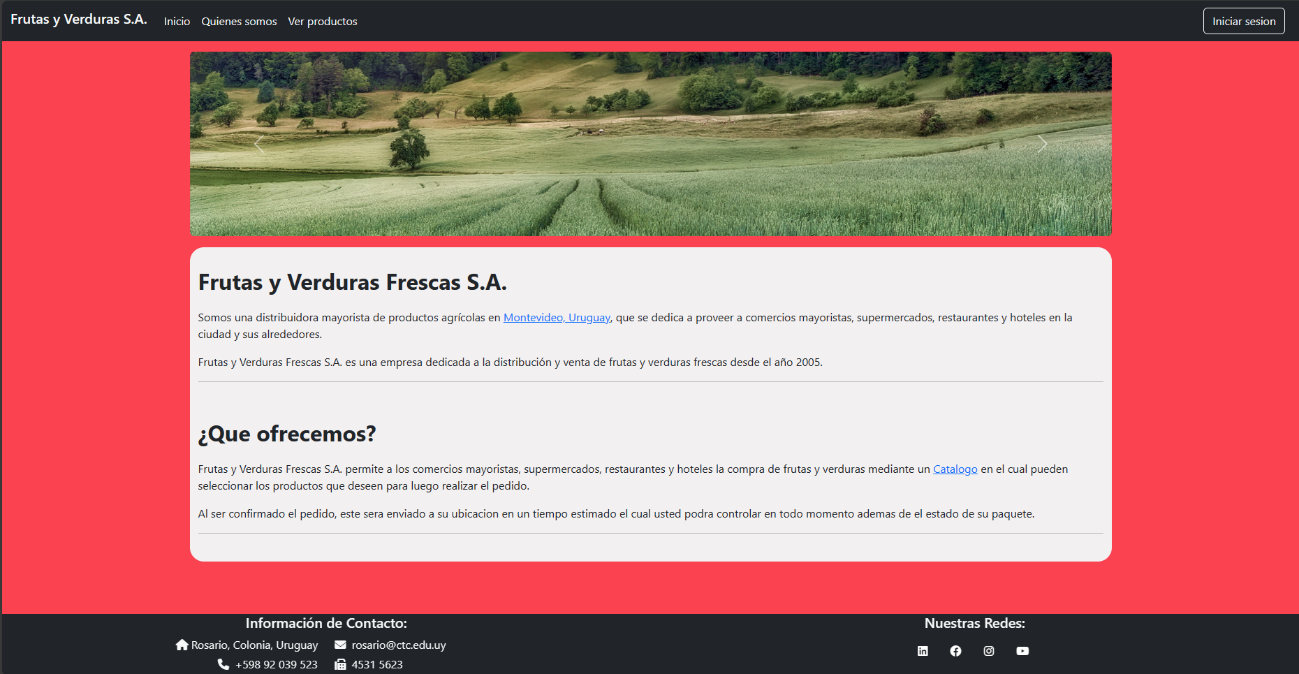 Frutas y Verduras S.A. Inicio Quienes somos Ver productos Iniciar sesion
Frutas y Verduras Frescas S.A.
Somos una distribuidora mayorista de productos agrícolas en Montevideo, Uruguay, que se dedica a proveer a comercios mayoristas, supermercados, restaurantes y hoteles en la
ciudad y sus alrededores.
Frutas y Verduras Frescas S.A. es una empresa dedicada a la distribución y venta de frutas y verduras frescas desde el año 2005.
¿Que ofrecemos?
Frutas y Verduras Frescas S.A. permite a los comercios mayoristas, supermercados, restaurantes y hoteles la compra de frutas y verduras mediante un Catalogo en el cual pueden
seleccionar los productos que deseen para luego realizar el pedido.
Al ser confirmado el pedido, este sera enviado a su ubicacion en un tiempo estimado el cual usted podra controlar en todo momento ademas de el estado de su paquete.
Información de Contacto:
Rosario, Colonia, Uruguay rosario@ctc.edu.uy
+598 92 039 523 4531 5623
Nuestras Redes: